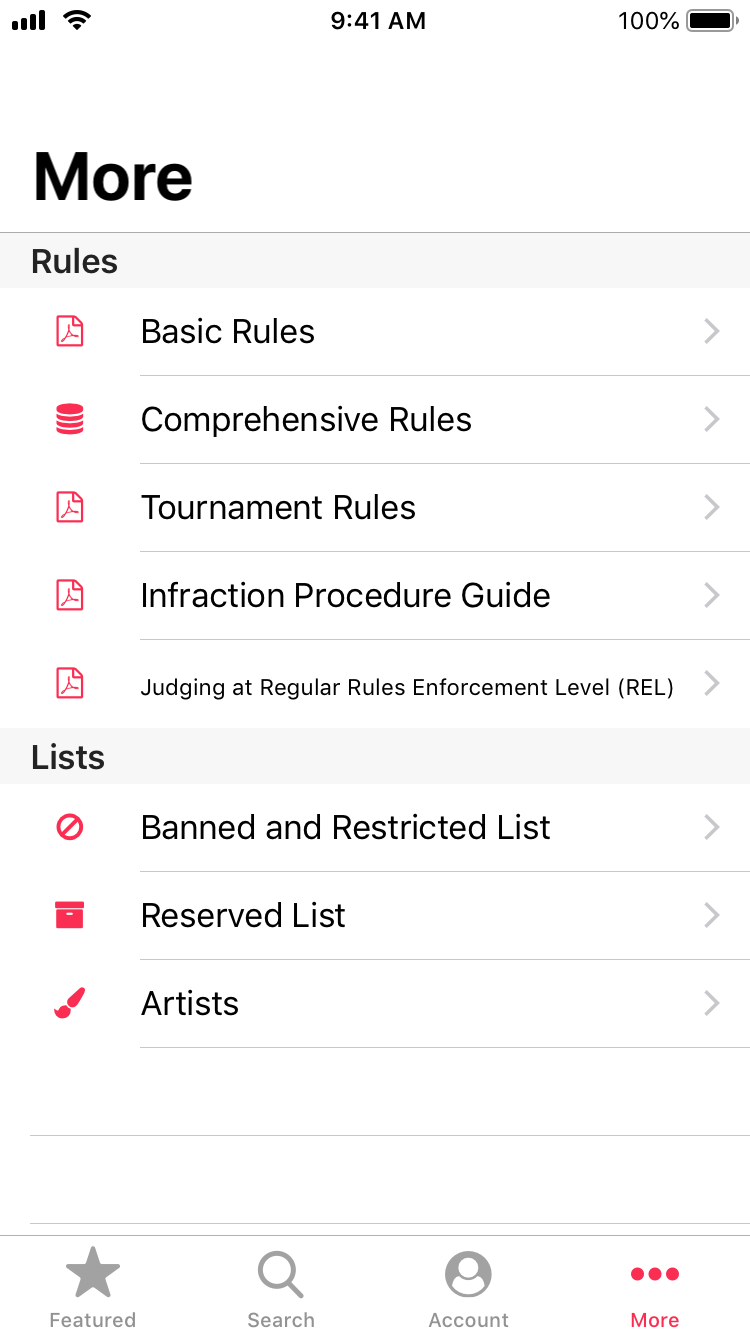 9:41 AM
100%
More
Rules
Basic Rules
Comprehensive Rules
Tournament Rules
Infraction Procedure Guide
Judging at Regular Rules Enforcement Level (REL)
Lists
Banned and Restricted List
Reserved List
Artists
Featured
Search
Account
More